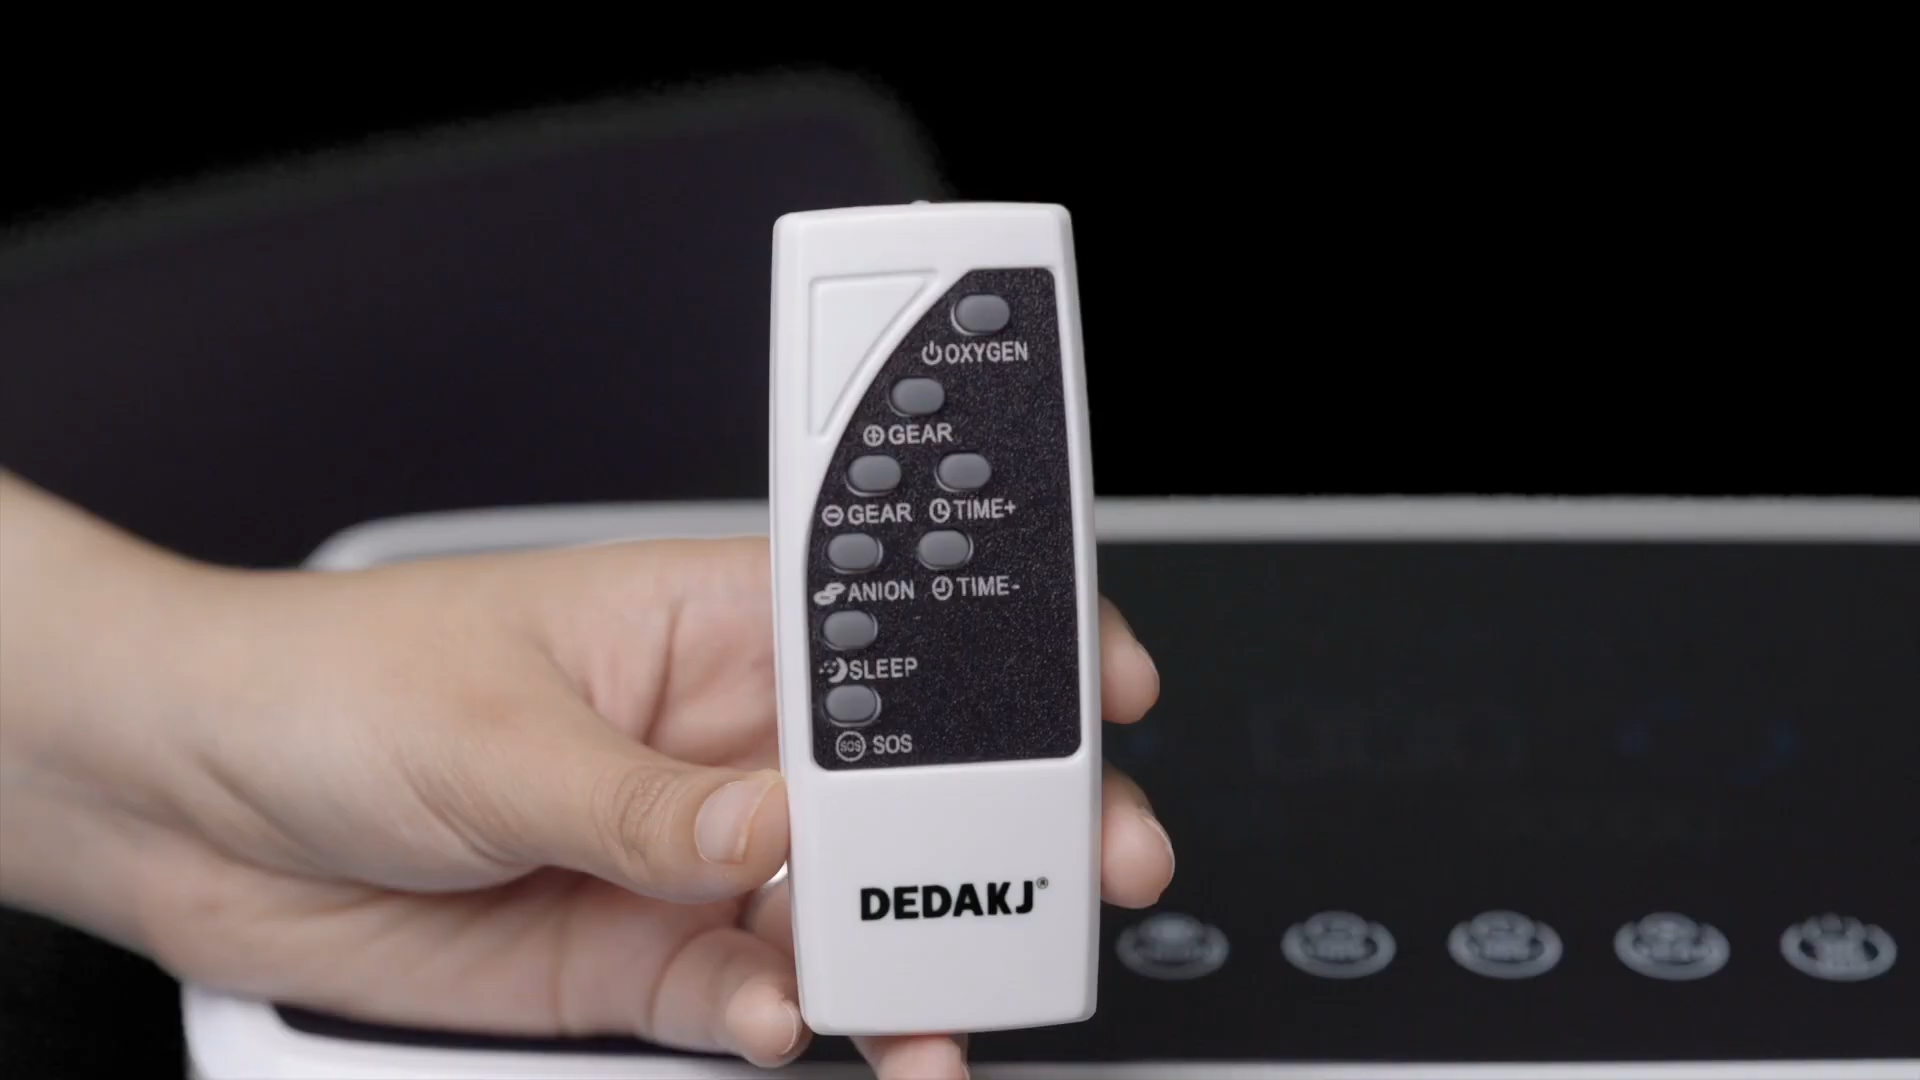 OXYGEN
GEAR
GEAR TIME+
ANION TIME-
SLEEP
SOS SOS
DEDAKJ®